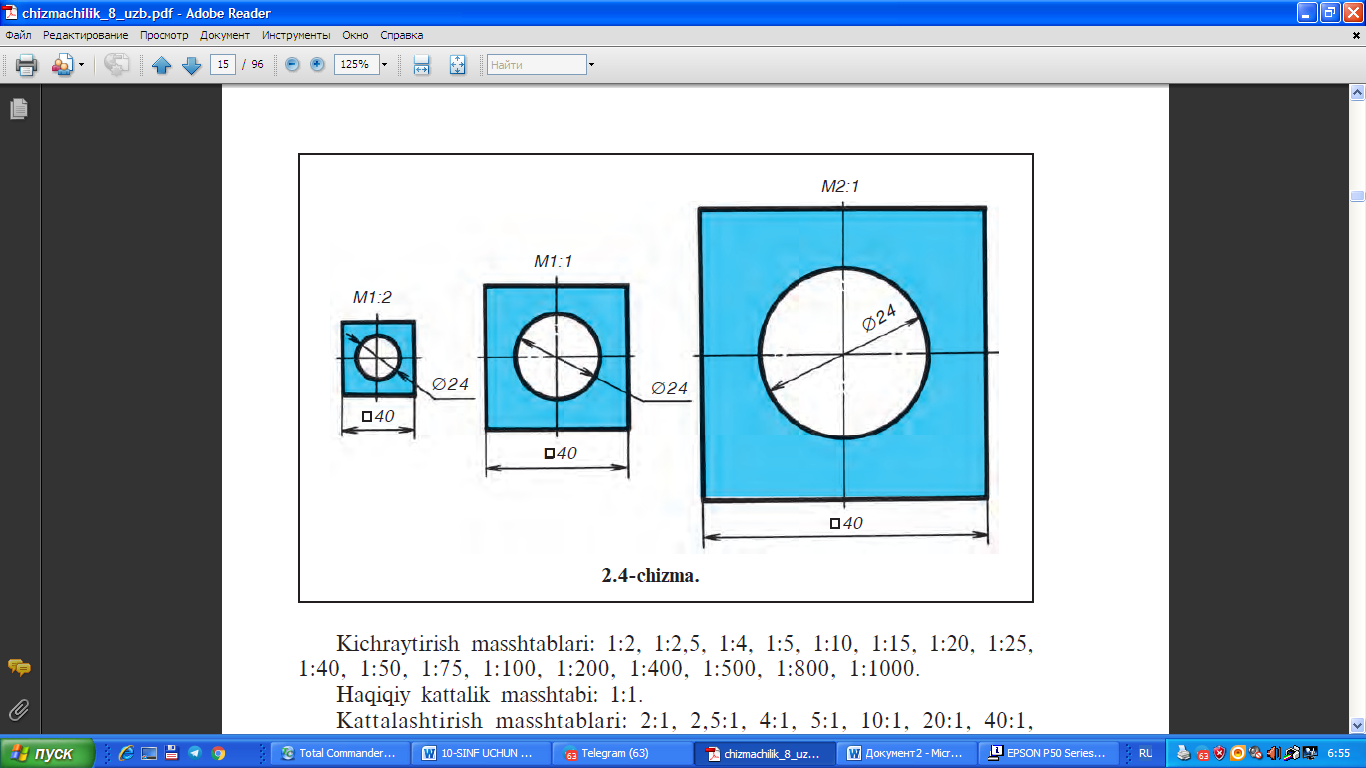 chizmachilik_8_uzb.pdf - Adobe Reader
Файл Редактирование Просмотр Документ Инструменты Окно Справка
15 / 96 125% Найти
M2:1
M1:1
M1:2
∅24
∅24
∅24
□40
□40
□40
2.4-chizma.
Kichraytirish masshtablari: 1:2, 1:2,5, 1:4, 1:5, 1:10, 1:15, 1:20, 1:25,
1:40, 1:50, 1:75, 1:100, 1:200, 1:400, 1:500, 1:800, 1:1000.
Haqiqiy kattalik masshtabi: 1:1.
Kattalashtirish masshtablari: 2:1, 2,5:1, 4:1, 5:1, 10:1, 20:1, 40:1,
пуск Total Commander... 10-SINF UCHUN ... 63 Telegram (63) chizmachilik_8_uz... Документ2 - Micr... EPSON P50 Series... RL 63 6:55